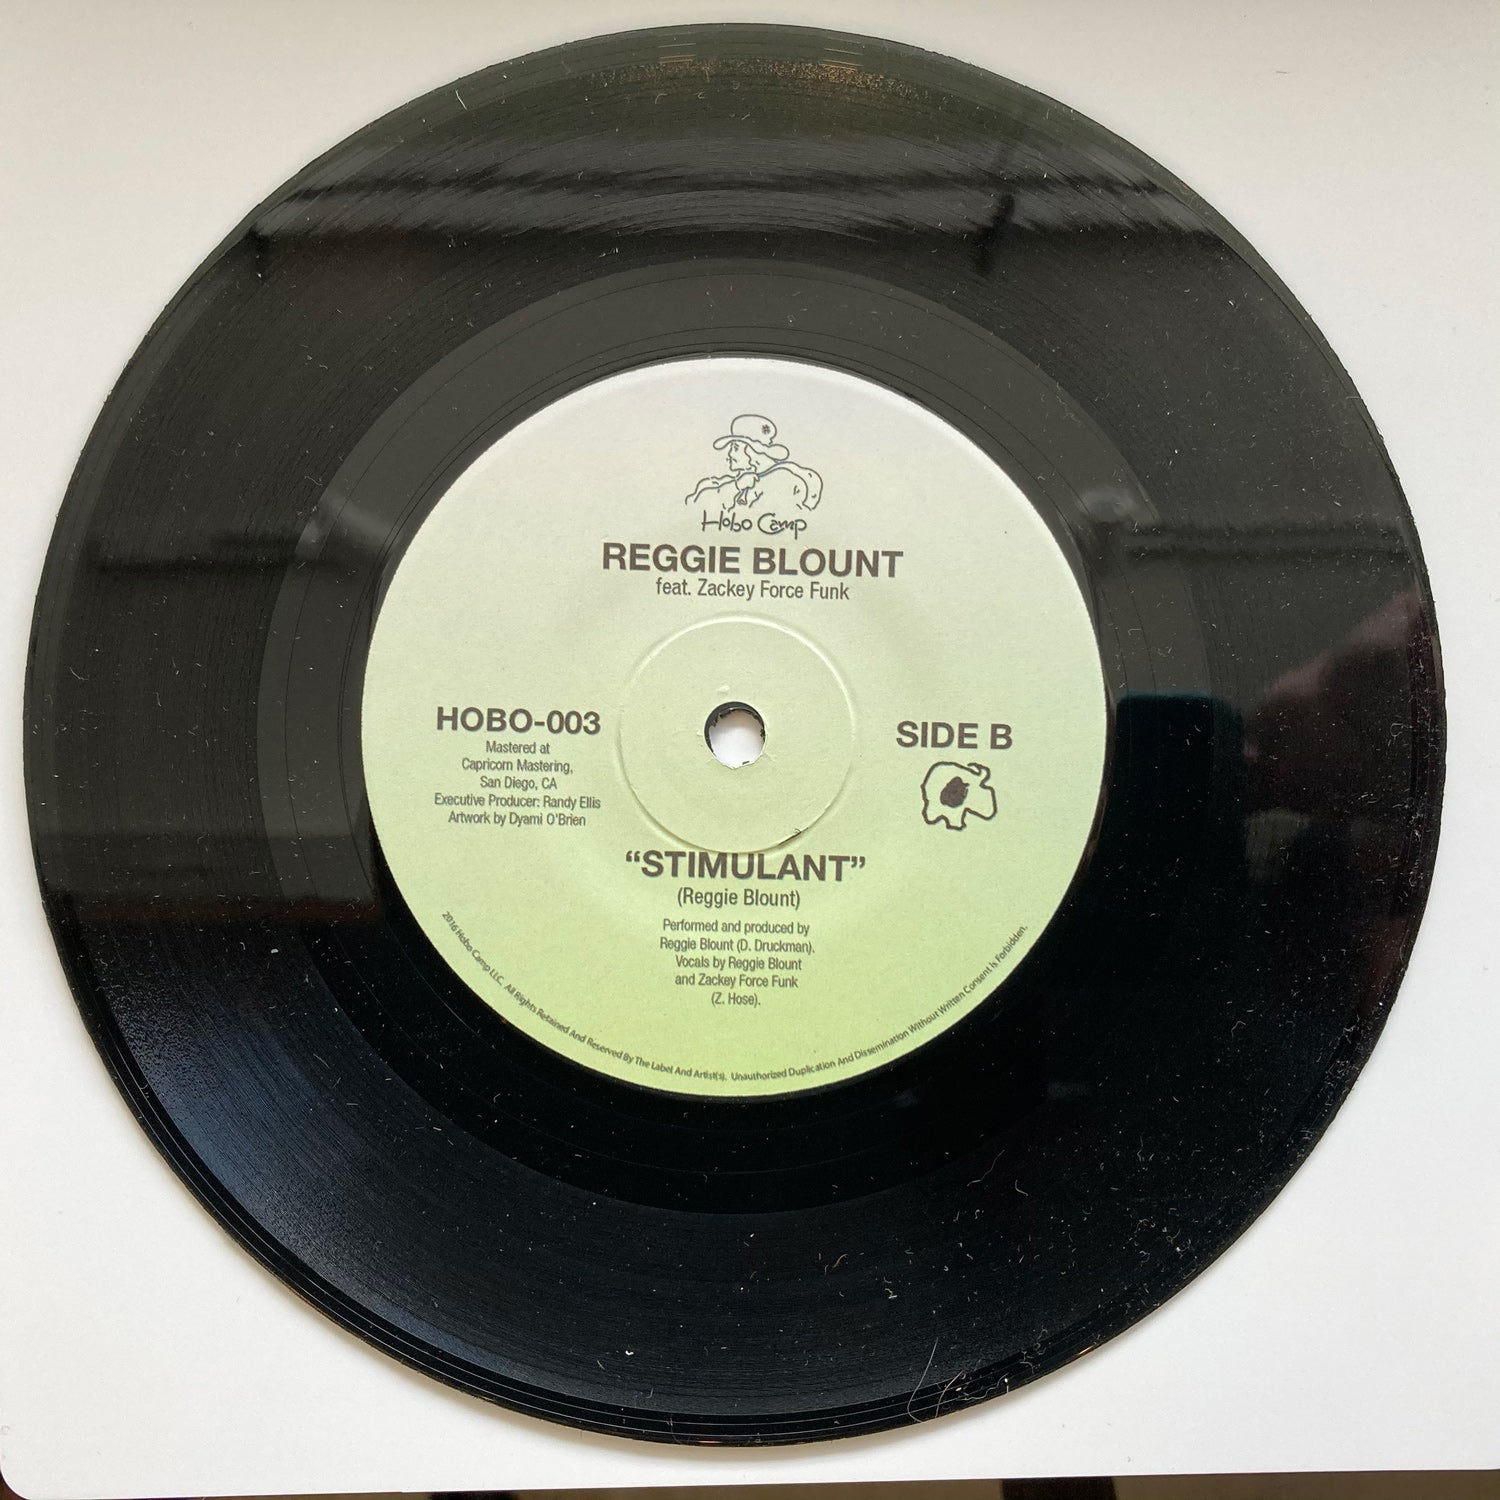 Hobo Camp
REGGIE BLOUNT
feat. Zackey Force Funk
HOBO-003
Mastered at
Capricorn Mastering,
San Diego, CA
Executive Producer: Randy Ellis
Artwork by Dyami O'Brien
SIDE B
“STIMULANT”
(Reggie Blount)
Performed and produced by
Reggie Blount (D. Druckman).
Vocals by Reggie Blount
and Zackey Force Funk
(Z. Hose).
2016 Hobo Camp LLC. All Rights Retained And Reserved By The Label And Artist(s). Unauthorized Duplication And Dissemination Without Written Consent Is Forbidden.